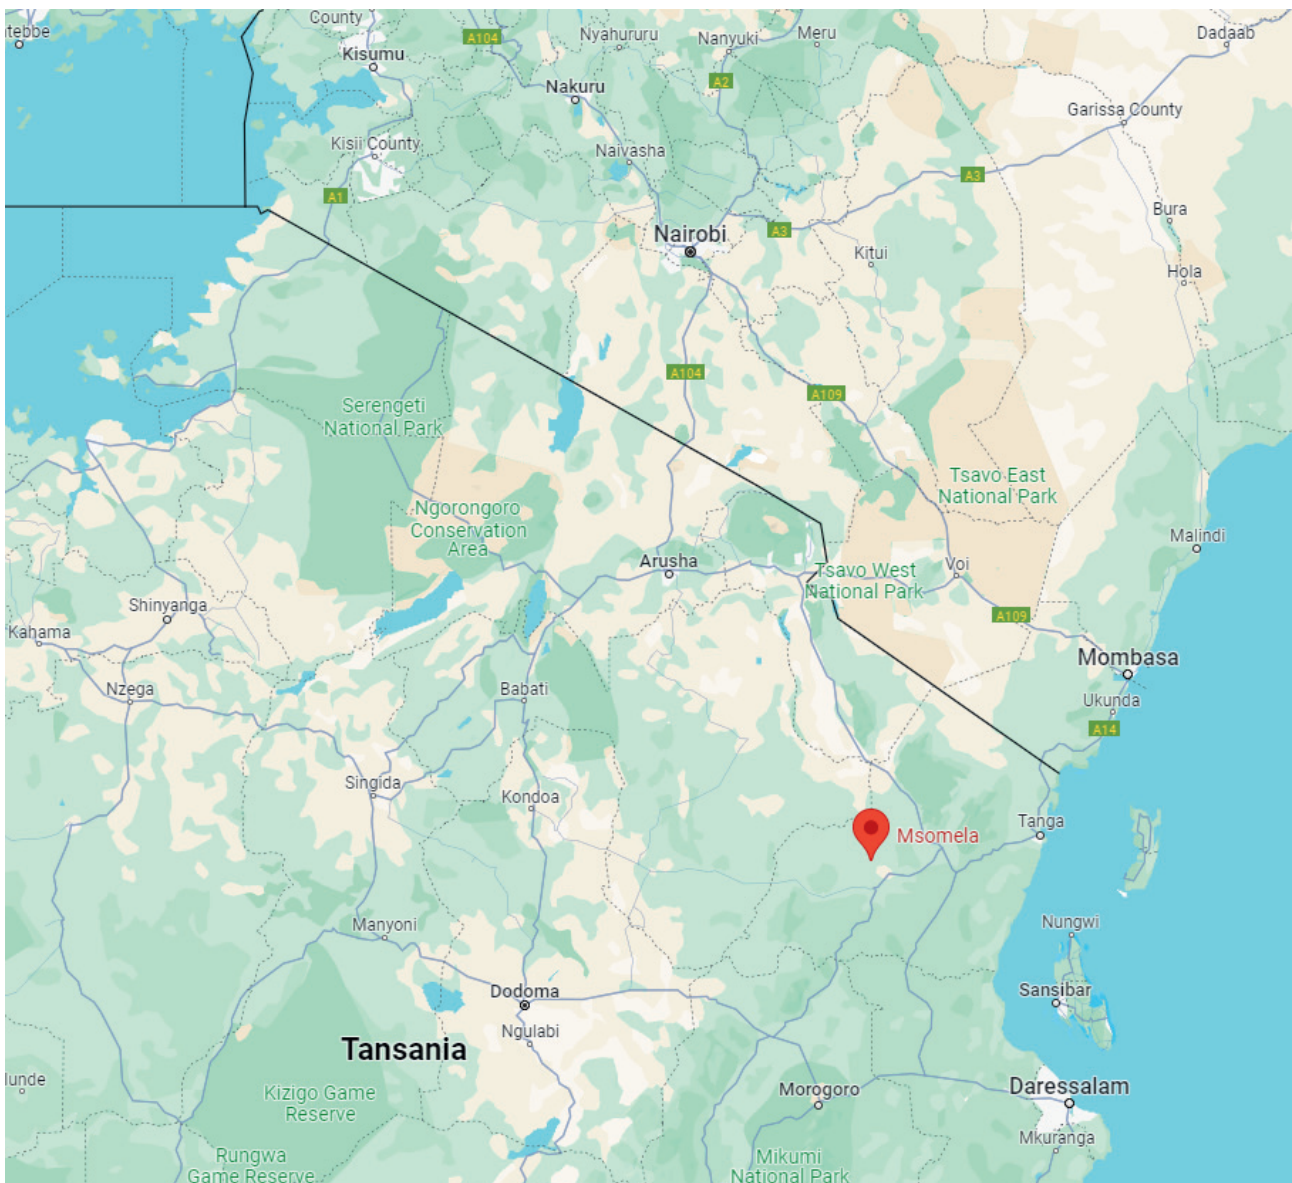 County
Nyahururu
Nanyuki
Meru
Dadaab
A104
Kisumu
A2
Nakuru
Garissa County
Kisii County
Naivasha
A3
A1
Bura
Nairobi
A3
Kitui
Hola
A104
A109
Serengeti
National Park
Tsavo East
National Park
Ngorongoro
Conservation
Area
Malindi
Arusha
Tsavo West
National Park
Voi
Shinyanga
A109
Kahama
Mombasa
Nzega
Babati
Ukunda
A14
Singida
Kondoa
Tanga
Msomela
Manyoni
Nungwi
Dodoma
Sansibar
Ngulabi
Tansania
Kizigo Game
Reserve
Morogoro
Daressalam
Mkuranga
Rungwa
Game Reserve
Mikumi
National Park